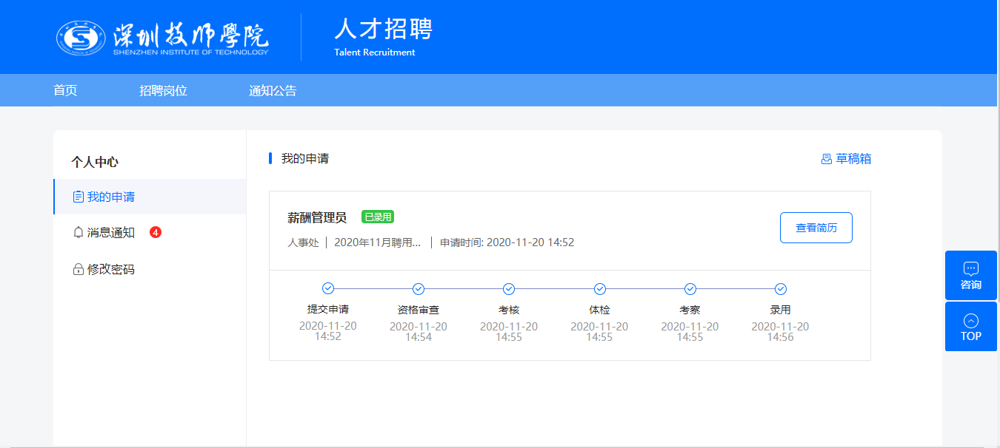 深圳技师學院
SHENZHEN INSTITUTE OF TECHNOLOGY
人才招聘
Talent Recruitment
首页 招聘岗位 通知公告
个人中心
我的申请
消息通知 4
修改密码
我的申请 草稿箱
薪酬管理员 已录用
人事处 | 2020年11月聘用... | 申请时间: 2020-11-20 14:52
查看简历
提交申请 资格审查 考核 体检 考察 录用
2020-11-20 2020-11-20 2020-11-20 2020-11-20 2020-11-20 2020-11-20
14:52 14:54 14:55 14:55 14:55 14:56
咨询
TOP